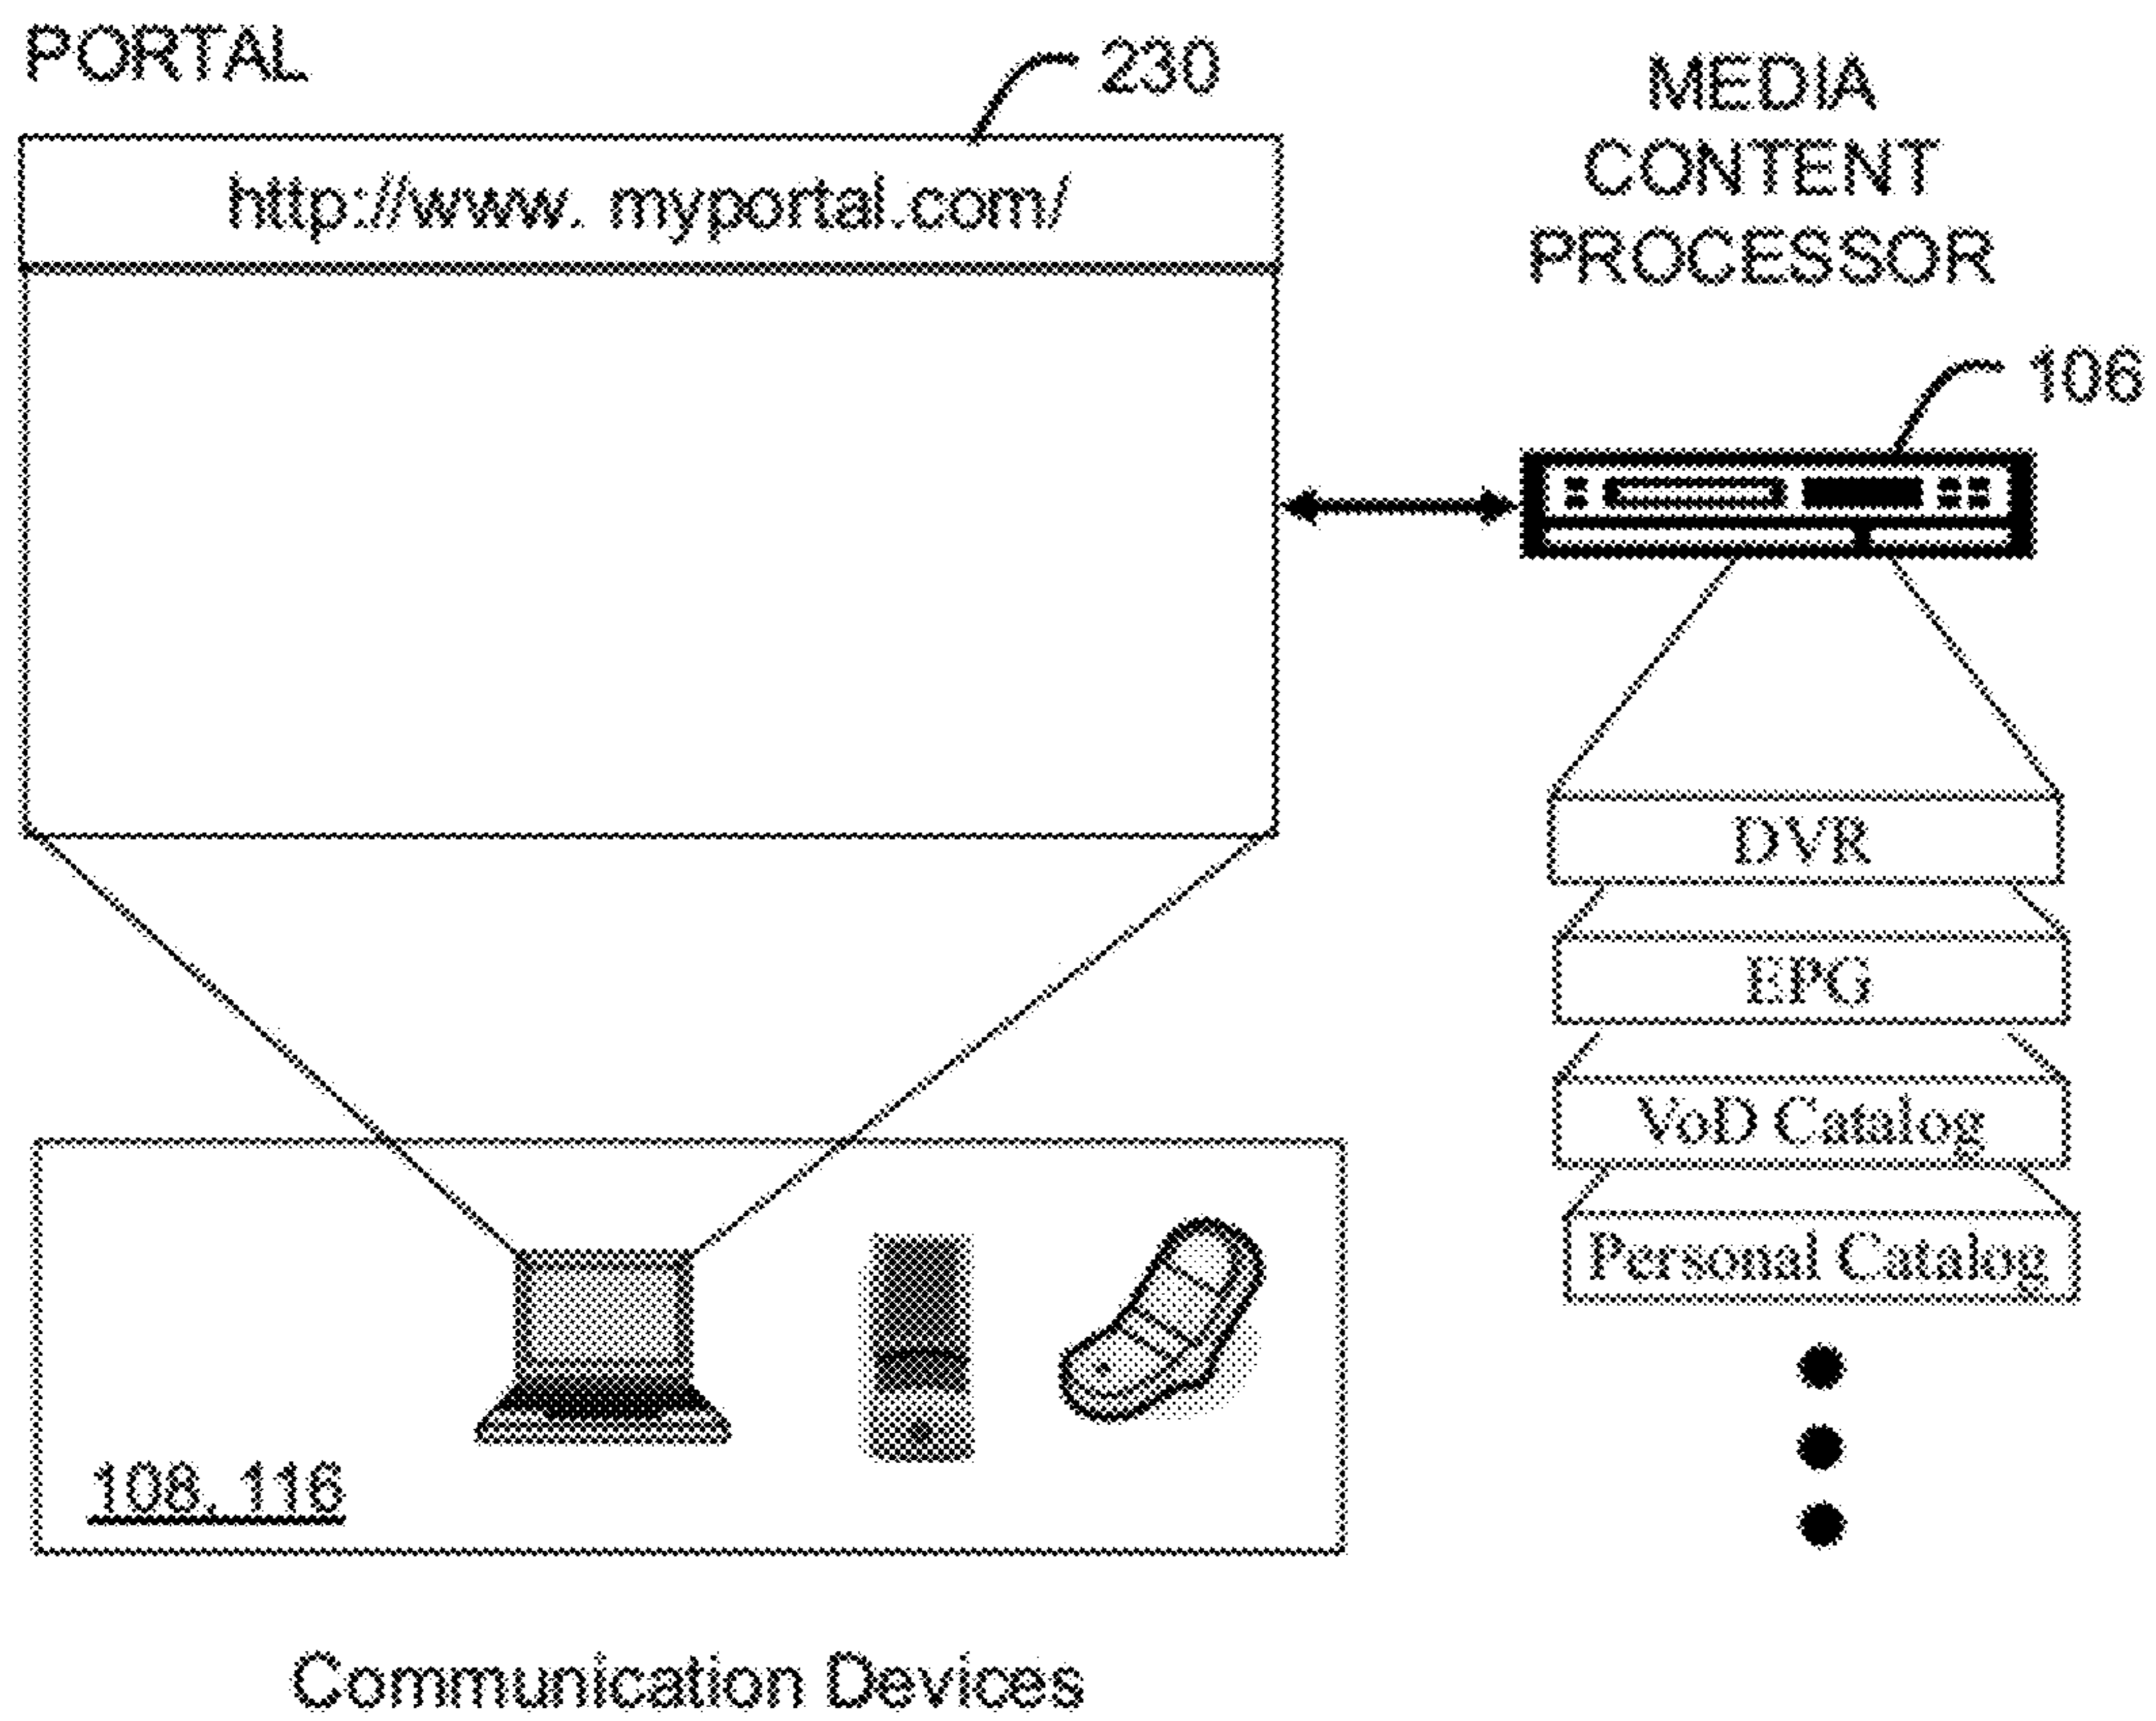 PORTAL
230
http://www. myportal.com/
MEDIA
CONTENT
PROCESSOR
106
DVR
EPG
VoD Catalog
Personal Catalog
108, 116
Communication Devices